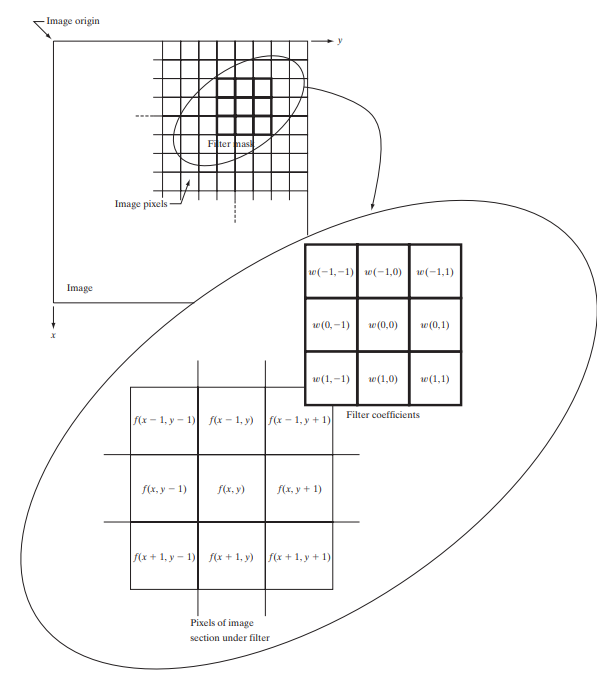 Image origin
y
Filter mask
Image pixels
Image
x
w(−1,−1) w(−1,0) w(−1,1)
w(0,−1) w(0,0) w(0,1)
w(1,−1) w(1,0) w(1,1)
Filter coefficients
f(x − 1, y − 1) f(x − 1, y) f(x − 1, y + 1)
f(x, y − 1) f(x, y) f(x, y + 1)
f(x + 1, y − 1) f(x + 1, y) f(x + 1, y + 1)
Pixels of image
section under filter